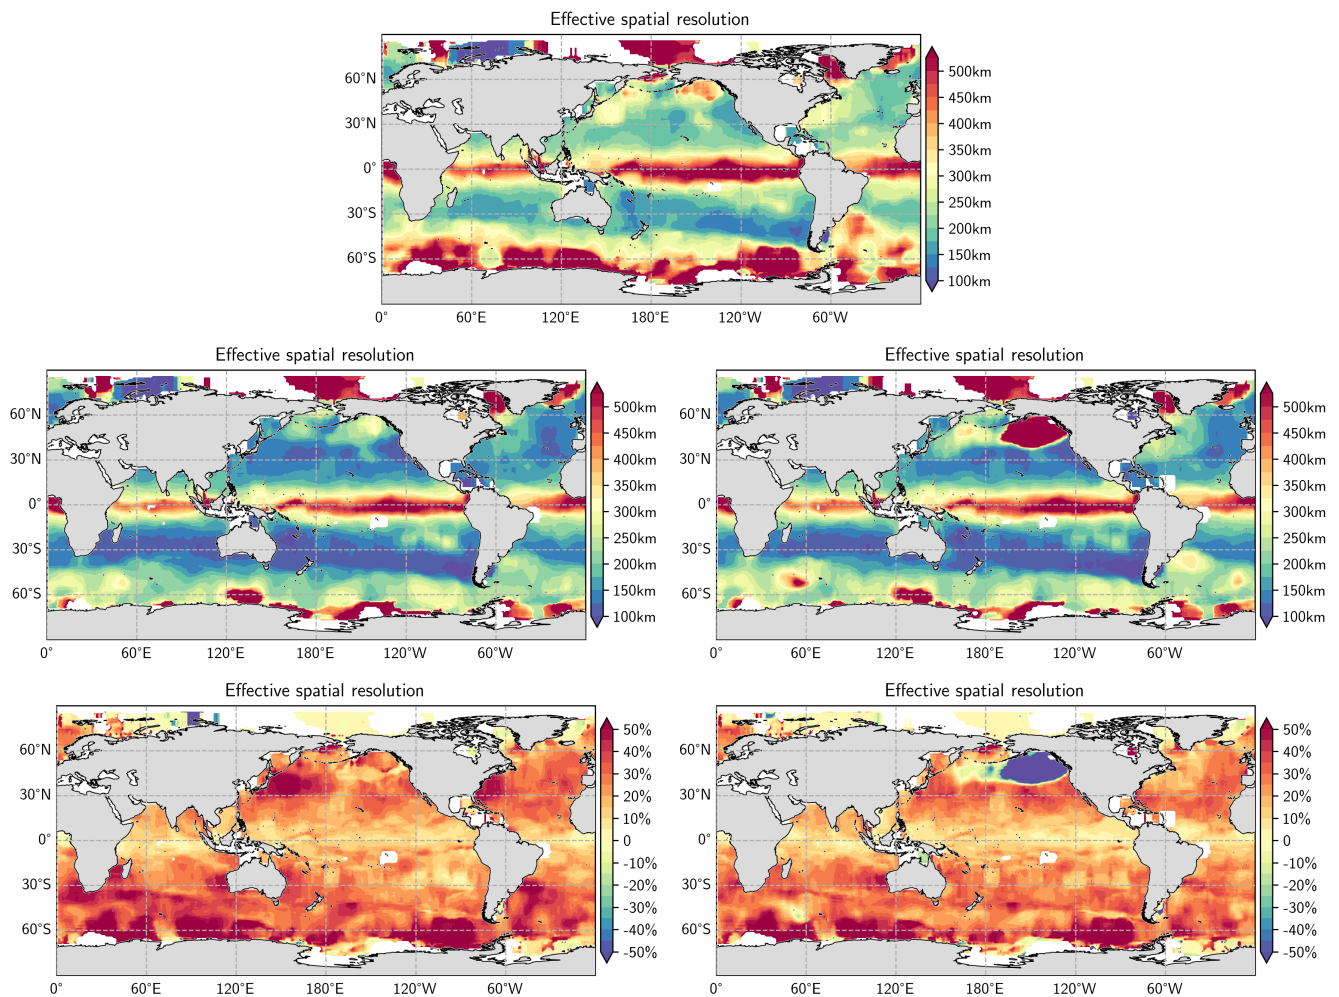 Effective spatial resolution
60°N
30°N
0°
30°S
60°S
0° 60°E 120°E 180°E 120°W 60°W
500km
450km
400km
350km
300km
250km
200km
150km
100km
Effective spatial resolution
60°N
30°N
0°
30°S
60°S
0° 60°E 120°E 180°E 120°W 60°W
500km
450km
400km
350km
300km
250km
200km
150km
100km
Effective spatial resolution
60°N
30°N
0°
30°S
60°S
0° 60°E 120°E 180°E 120°W 60°W
500km
450km
400km
350km
300km
250km
200km
150km
100km
Effective spatial resolution
60°N
30°N
0°
30°S
60°S
0° 60°E 120°E 180°E 120°W 60°W
50%
40%
30%
20%
10%
0
-10%
-20%
-30%
-40%
-50%
Effective spatial resolution
60°N
30°N
0°
30°S
60°S
0° 60°E 120°E 180°E 120°W 60°W
50%
40%
30%
20%
10%
0
-10%
-20%
-30%
-40%
-50%